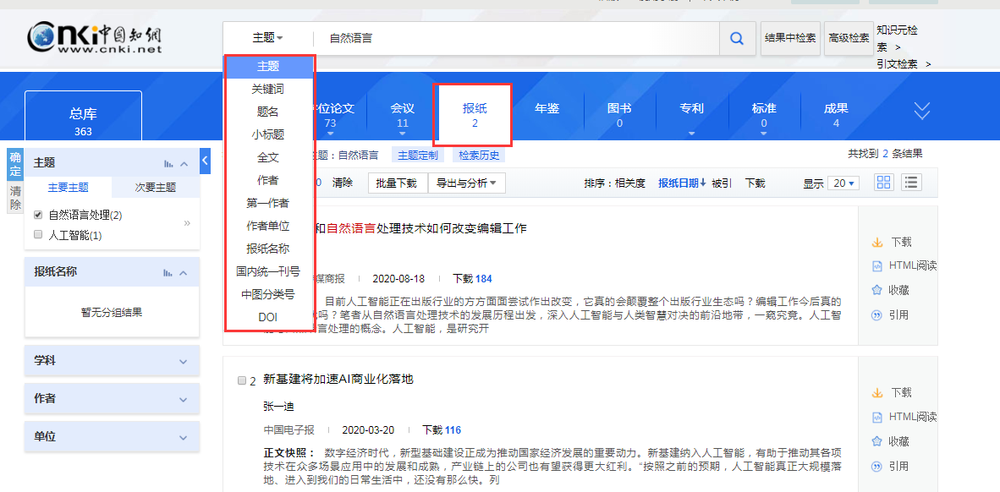 cnki中国知网
www.cnki.net
主题
自然语言
结果中检索
高级检索
知识元检
索 >
引文检索 >
主题
关键词
题名
小标题
全文
作者
第一作者
作者单位
报纸名称
国内统一刊号
中图分类号
DOI
总库
363
位论文
73
会议
11
报纸
2
年鉴
图书
0
专利
标准
0
成果
4
确定
清除
主题
主要主题
次要主题
自然语言处理(2)
人工智能(1)
»
报纸名称
暂无分组结果
学科
作者
单位
题：自然语言
主题定制
检索历史
共找到 2 条结果
0 清除
批量下载
导出与分析
排序：相关度 报纸日期↓ 被引 下载
显示 20
和自然语言处理技术如何改变编辑工作
媒商报 2020-08-18 下载 184
目前人工智能正在出版行业的方方面面尝试作出改变，它真的会颠覆整个出版行业生态吗？编辑工作今后真的
吗？笔者从自然语言处理技术的发展历程出发，深入人工智能与人类智慧对决的前沿地带，一窥究竟。人工智
言处理的概念。人工智能，是研究开
下载
HTML阅读
收藏
引用
2 新基建将加速AI商业化落地
张一迪
中国电子报 2020-03-20 下载 116
正文快照： 数字经济时代，新型基础建设正成为推动国家经济发展的重要动力。新基建纳入人工智能，有助于推动其各项
技术在众多场景应用中的发展和成熟，产业链上的公司也有望获得更大红利。“按照之前的预期，人工智能真正大规模落
地、进入到我们的日常生活中，还没有那么快。列
下载
HTML阅读
收藏
引用